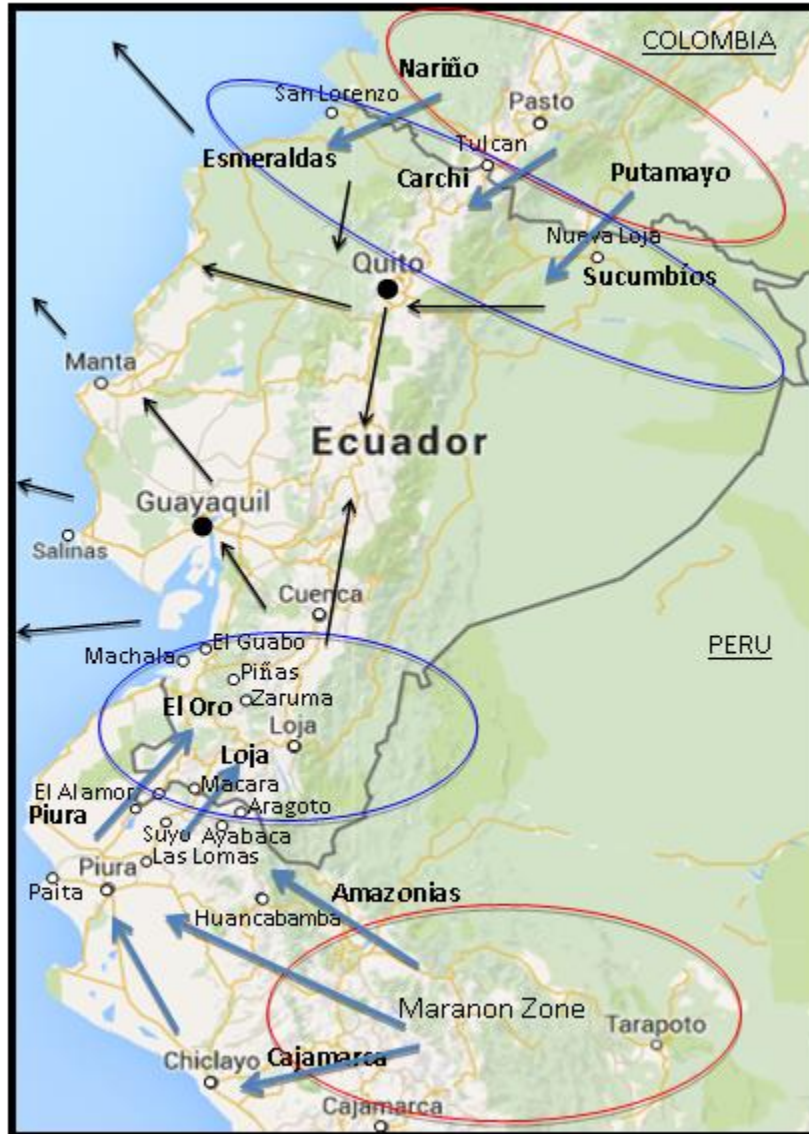 COLOMBIA
Nariño
San Lorenzo
Pasto
Esmeraldas
Tulcan
Carchi
Putamayo
Nueva Loja
Quito
Sucumbíos
Manta
Ecuador
Guayaquil
Salinas
Cuenca
El Guabo
PERU
Machala
Piñas
El Oro
Zaruma
Loja
Loja
El Alamor
Macara
Piura
Aragoto
Suyo
Ayabaca
Las Lomas
Piura
Paita
Amazonias
Huancabamba
Maranon Zone
Tarapoto
Cajamarca
Chiclayo
Cajamarca